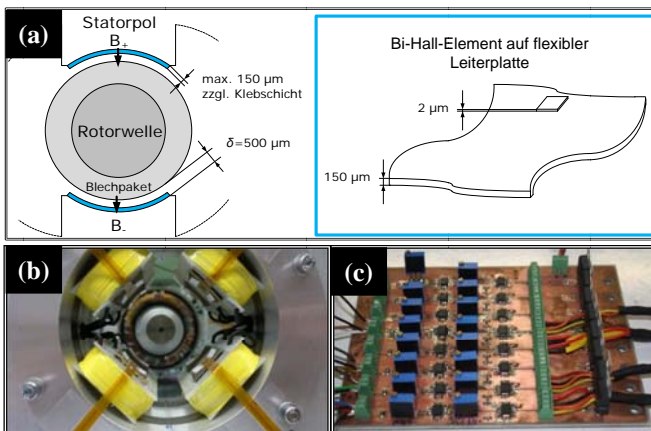 (a)
Statorpol
B+
Rotorwelle
Blechpaket
B-
max. 150 µm
zzgl. Klebschicht
δ=500 µm
Bi-Hall-Element auf flexibler
Leiterplatte
2 µm
150 µm
(b)
(c)